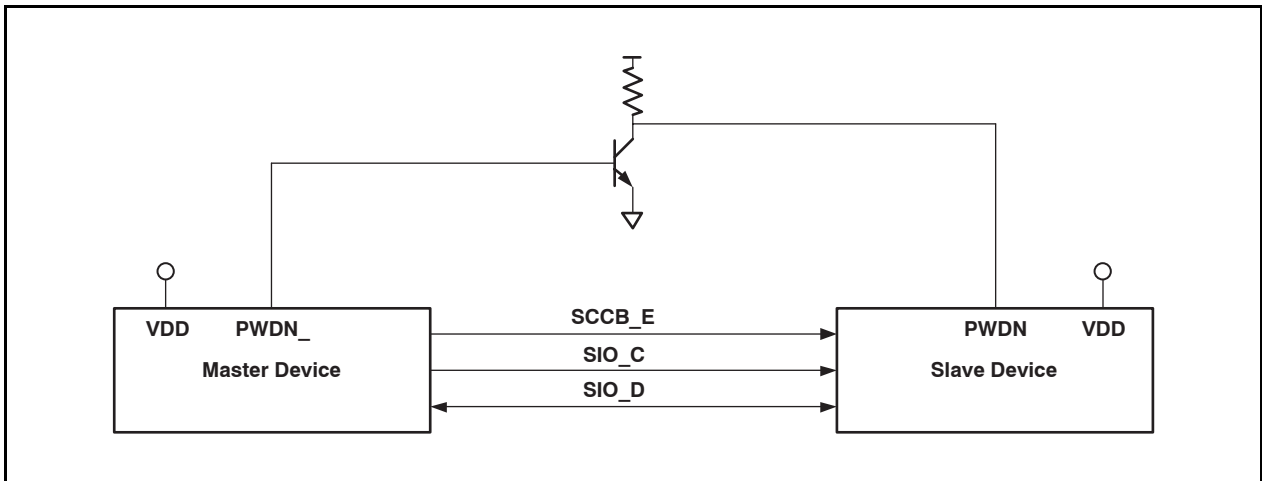 SCCB_E
VDD PWDN_
PWDN VDD
SIO_C
Master Device
Slave Device
SIO_D